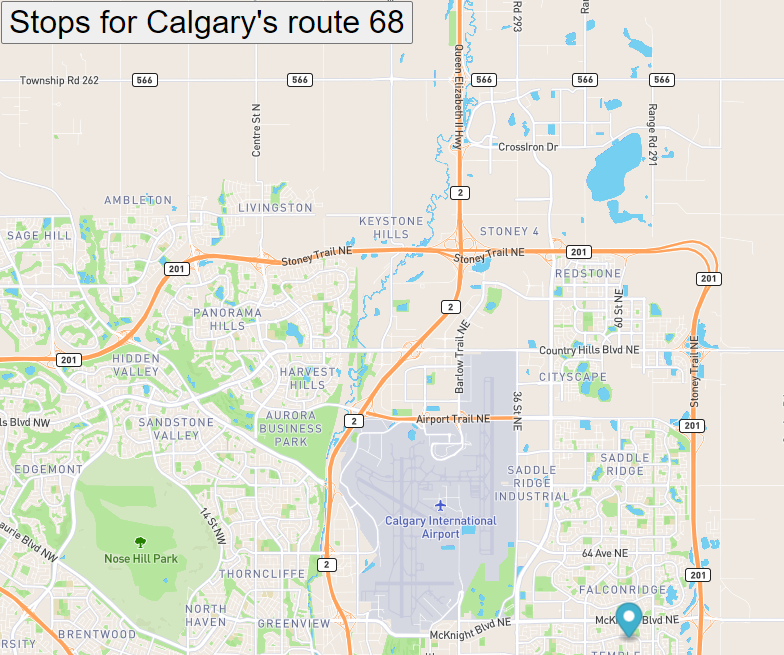 Stops for Calgary's route 68
Rd 293
Township Rd 262
566
566
566
566
566
Queen Elizabeth II Hwy
Centre St N
CrossIron Dr
Range Rd 291
2
AMBLETON
LIVINGSTON
SAGE HILL
KEYSTONE
HILLS
STONEY 4
Stoney Trail NE
Stoney Trail NE
201
201
REDSTONE
201
60 St NE
2
PANORAMA
HILLS
Barlow Trail NE
Stoney Trail NE
Country Hills Blvd NE
201
HIDDEN
VALLEY
HARVEST
HILLS
CITYSCAPE
36 St NE
AURORA
BUSINESS
PARK
2
Airport Trail NE
ls Blvd NW
SANDSTONE
VALLEY
201
EDGEMONT
SADDLE
RIDGE
INDUSTRIAL
SADDLE
RIDGE
14 St NW
Calgary International
Airport
aurie Blvd NW
Nose Hill Park
64 Ave NE
2
THORNCLIFFE
201
FALCONRIDGE
NORTH
HAVEN
GREENVIEW
McKnight Blvd NE
McK
Blvd NE
BRENTWOOD
RSITY
TEMPLE